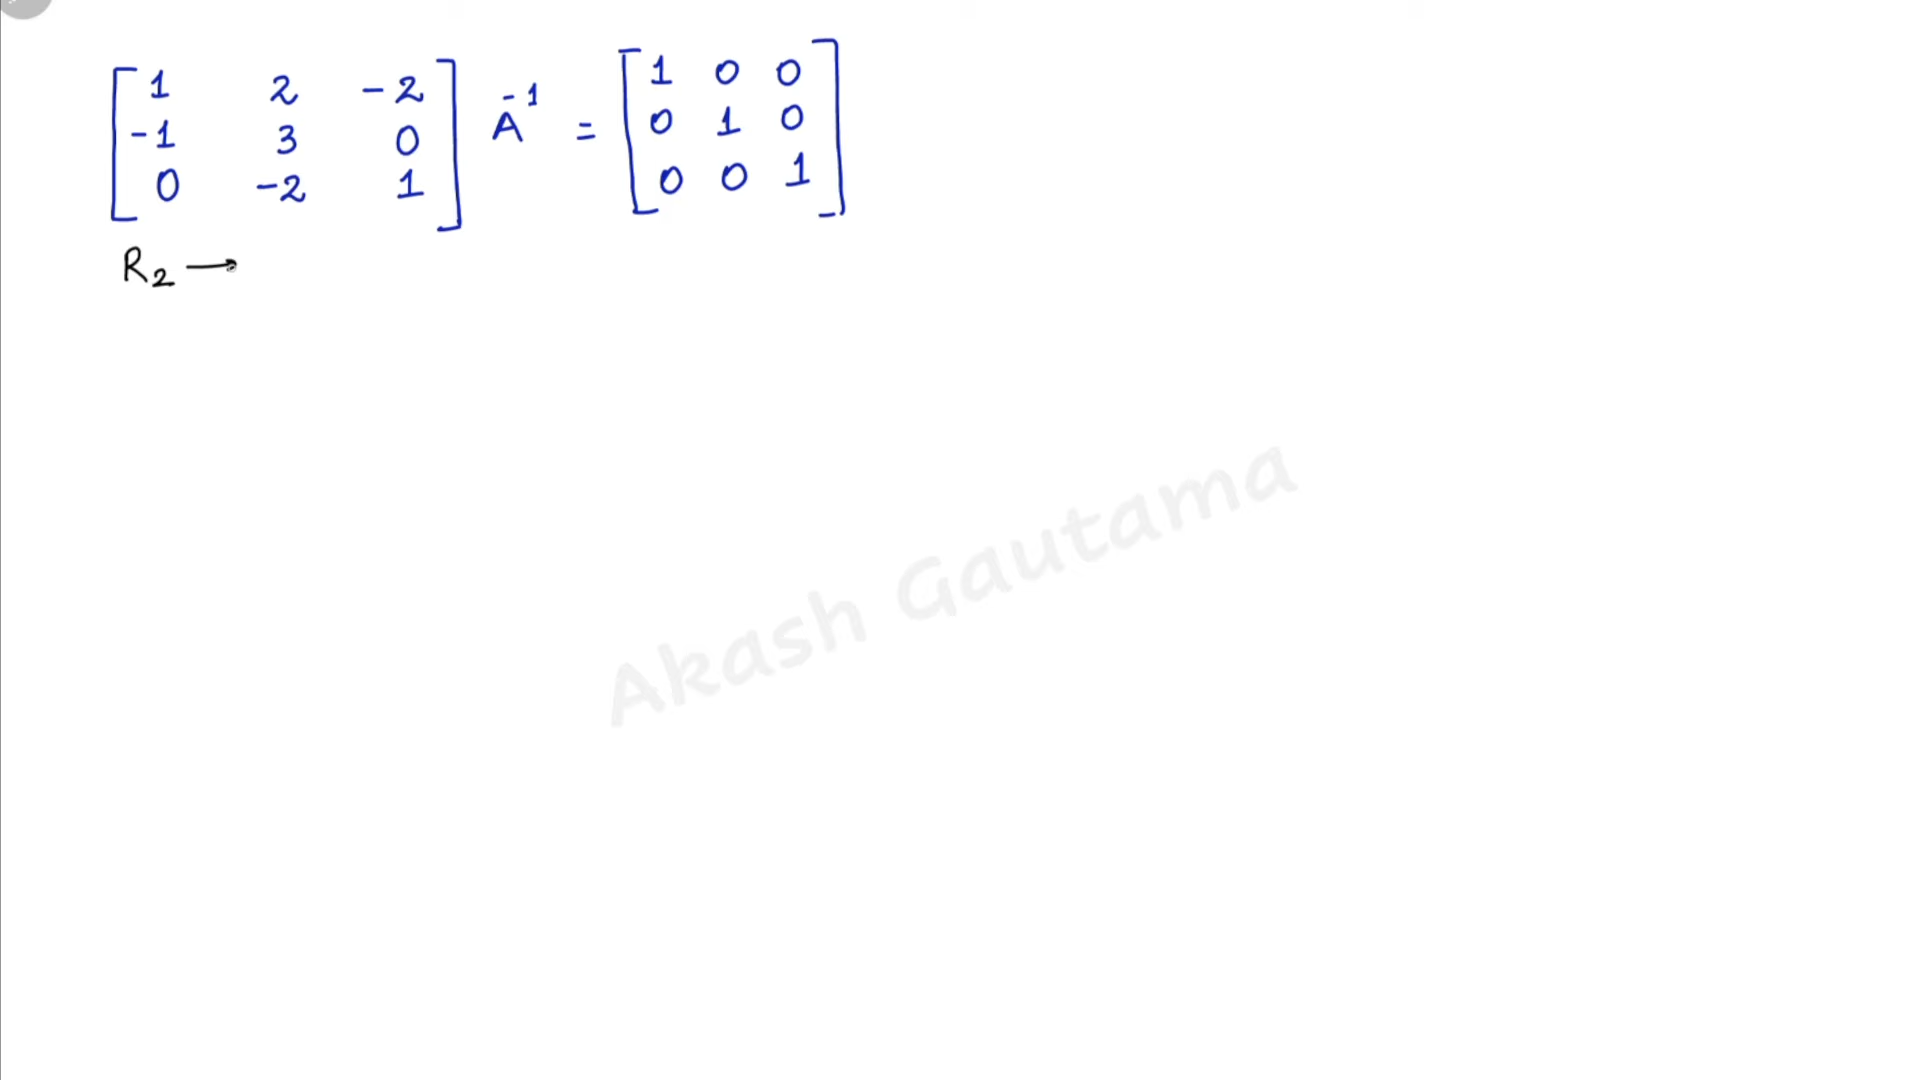 [ 1 2 -2 ] A⁻¹ = [ 1 0 0 ]
[ -1 3 0 ] [ 0 1 0 ]
[ 0 -2 1 ] [ 0 0 1 ]
R₂ →
Akash Gautama